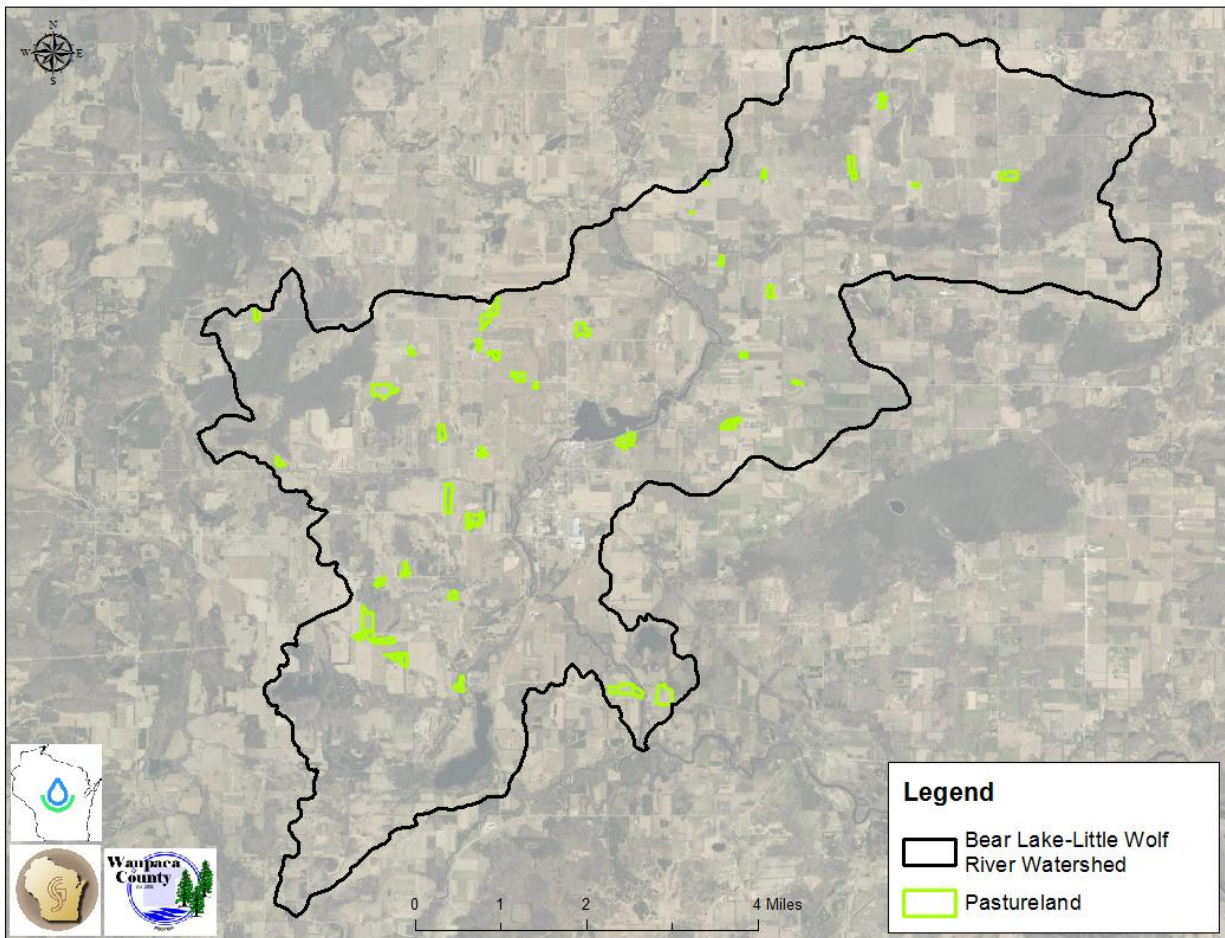 N
W E
S
Legend
Bear Lake-Little Wolf
River Watershed
Pastureland
0 1 2 4 Miles
Waupaca
County